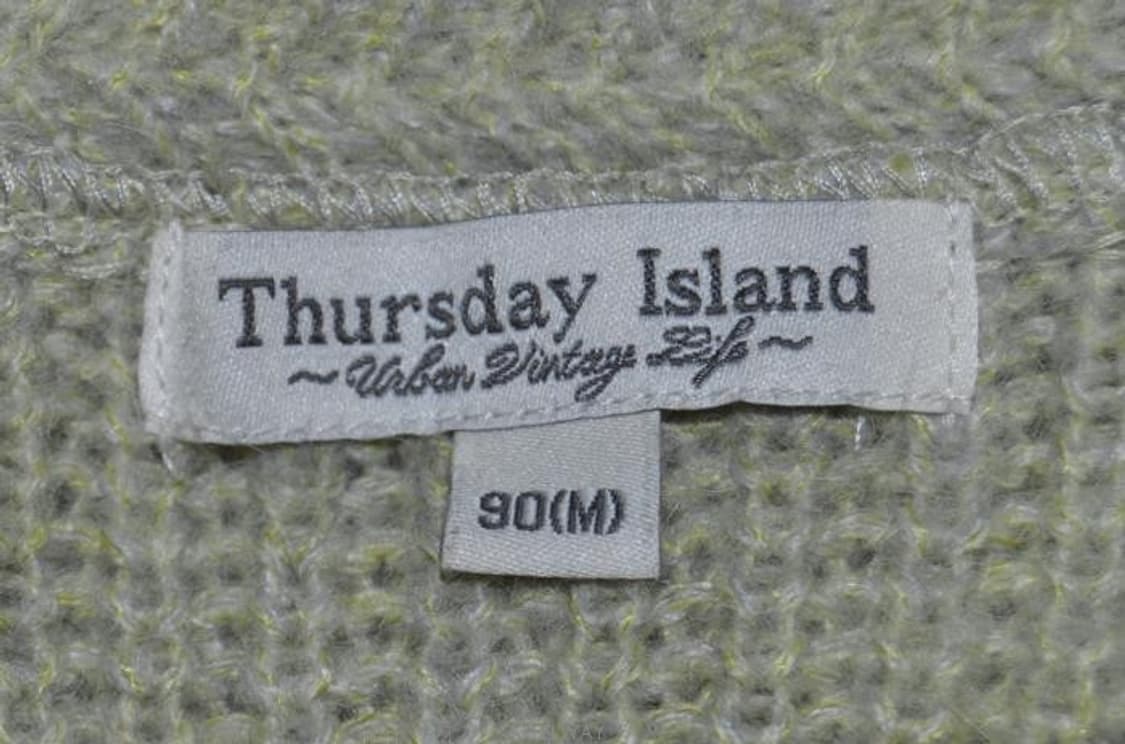 Thursday Island
~Urban Vintage Life~
90(M)